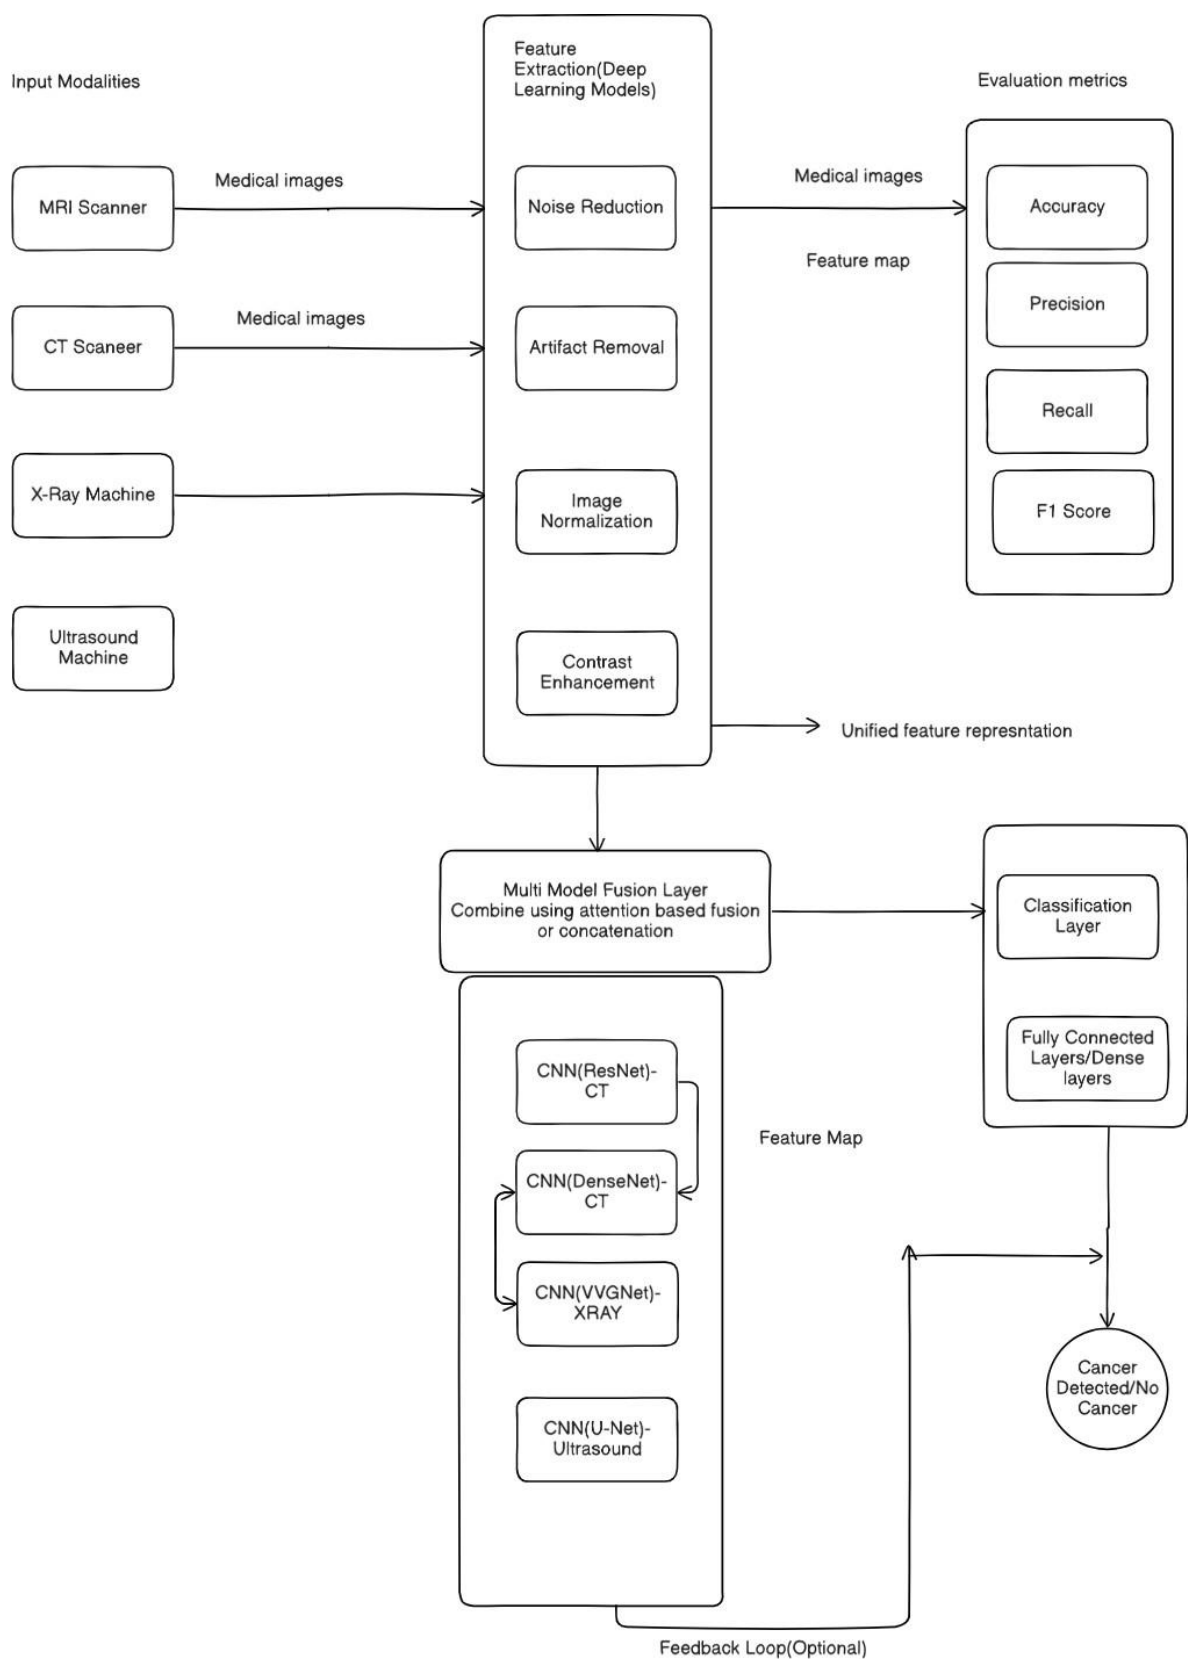 Input Modalities
MRI Scanner
Medical images
CT Scaneer
Medical images
X-Ray Machine
Ultrasound
Machine
Feature
Extraction(Deep
Learning Models)
Noise Reduction
Artifact Removal
Image
Normalization
Contrast
Enhancement
Medical images
Feature map
Evaluation metrics
Accuracy
Precision
Recall
F1 Score
Unified feature represntation
Multi Model Fusion Layer
Combine using attention based fusion
or concatenation
Classification
Layer
Fully Connected
Layers/Dense
layers
CNN(ResNet)-
CT
CNN(DenseNet)-
CT
CNN(VVGNet)-
XRAY
CNN(U-Net)-
Ultrasound
Feature Map
Cancer
Detected/No
Cancer
Feedback Loop(Optional)